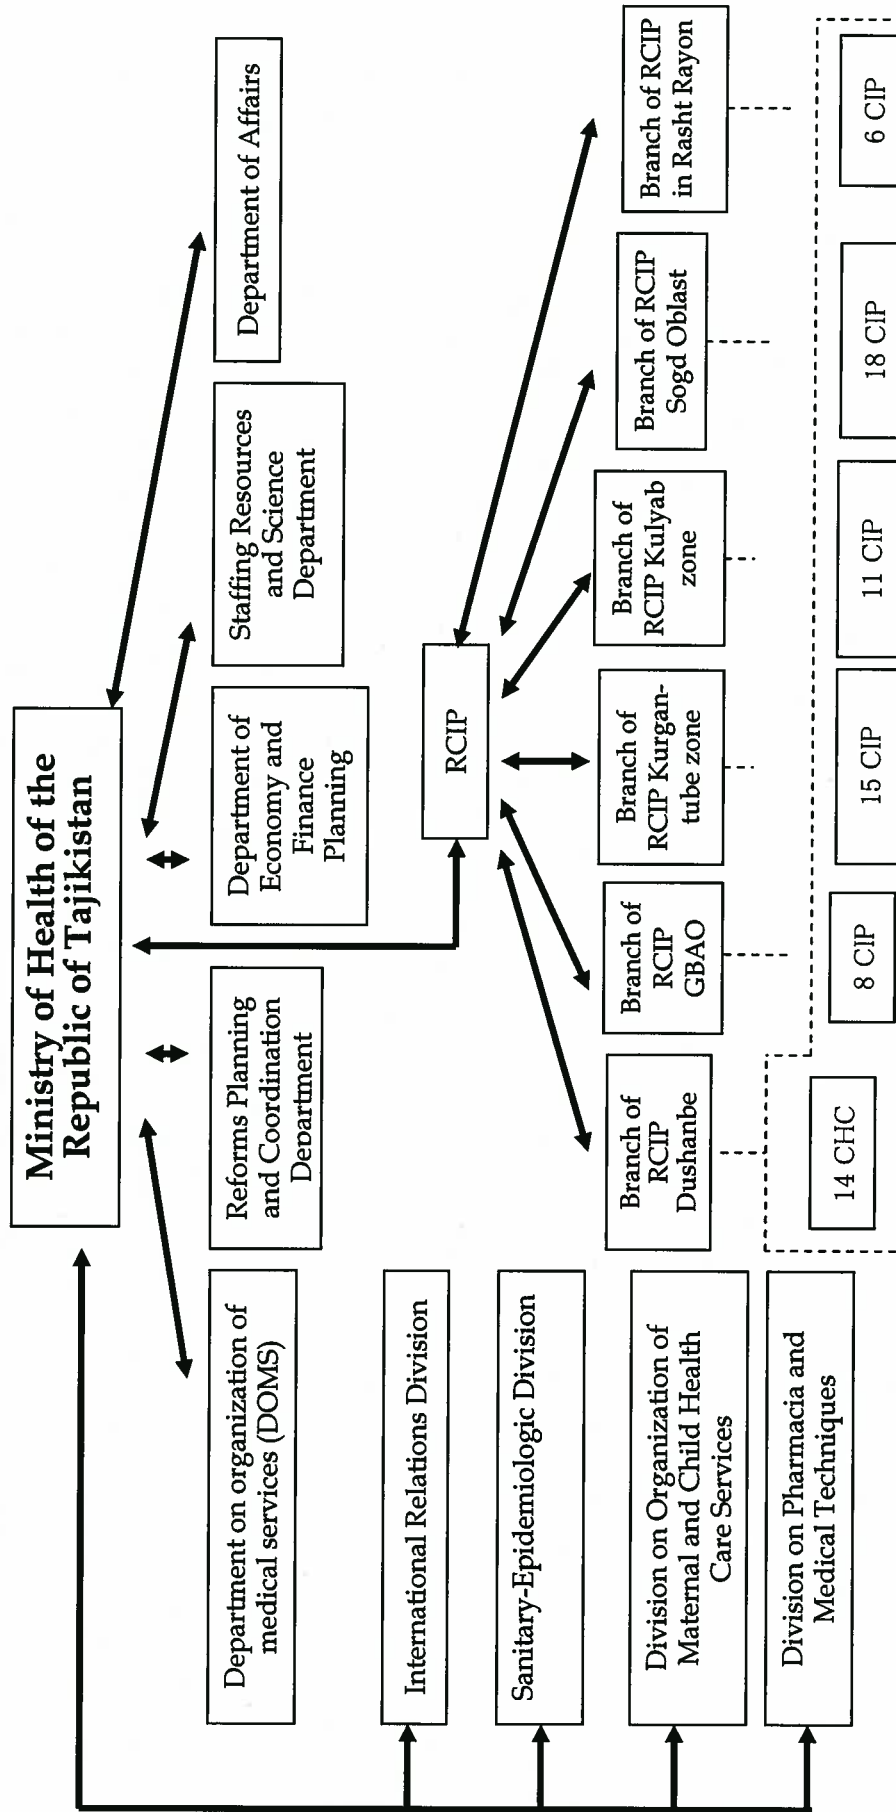 Ministry of Health of the
Republic of Tajikistan
Department on organization of
medical services (DOMS)
Reforms Planning
and Coordination
Department
Department of
Economy and
Finance
Planning
Staffing Resources
and Science
Department
Department of Affairs
International Relations Division
Sanitary-Epidemiologic Division
Division on Organization of
Maternal and Child Health
Care Services
Division on Pharmacia and
Medical Techniques
RCIP
Branch of
RCIP
Dushanbe
Branch of
RCIP
GBAO
Branch of
RCIP Kurgan-
tube zone
Branch of
RCIP Kulyab
zone
Branch of RCIP
Sogd Oblast
Branch of RCIP
in Rasht Rayon
14 CHC
8 CIP
15 CIP
11 CIP
18 CIP
6 CIP